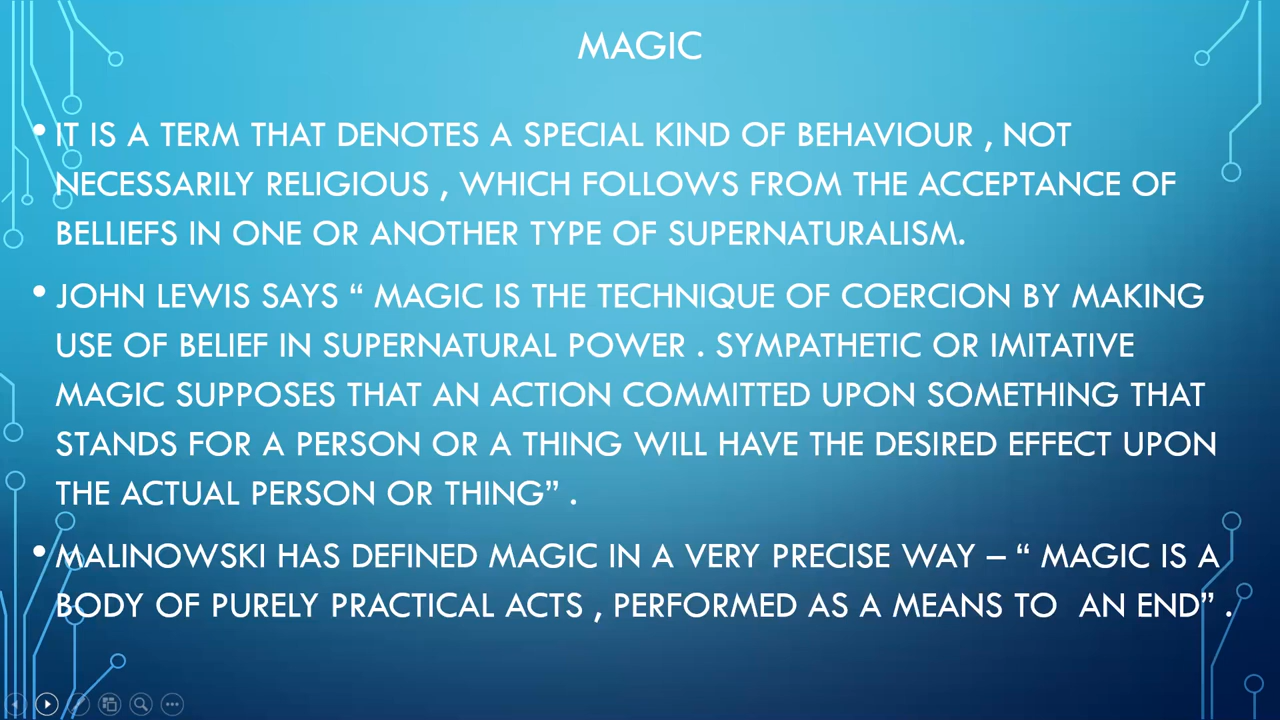 MAGIC
• IT IS A TERM THAT DENOTES A SPECIAL KIND OF BEHAVIOUR , NOT
NECESSARILY RELIGIOUS , WHICH FOLLOWS FROM THE ACCEPTANCE OF
BELLIEFS IN ONE OR ANOTHER TYPE OF SUPERNATURALISM.
• JOHN LEWIS SAYS “ MAGIC IS THE TECHNIQUE OF COERCION BY MAKING
USE OF BELIEF IN SUPERNATURAL POWER . SYMPATHETIC OR IMITATIVE
MAGIC SUPPOSES THAT AN ACTION COMMITTED UPON SOMETHING THAT
STANDS FOR A PERSON OR A THING WILL HAVE THE DESIRED EFFECT UPON
THE ACTUAL PERSON OR THING” .
• MALINOWSKI HAS DEFINED MAGIC IN A VERY PRECISE WAY – “ MAGIC IS A
BODY OF PURELY PRACTICAL ACTS , PERFORMED AS A MEANS TO  AN END” .